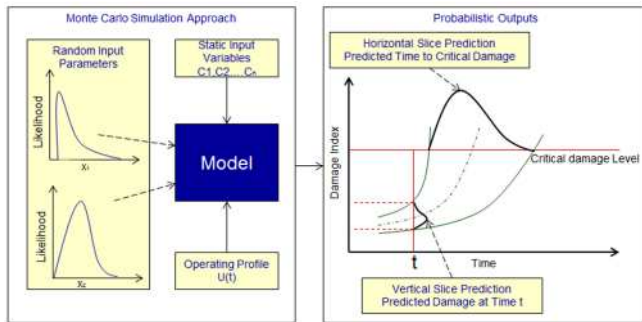 Monte Carlo Simulation Approach
Random Input
Parameters
Likelihood
X₁
Likelihood
X₂
Static Input
Variables
C1,C2....Cₙ
Model
Operating Profile
U(t)
Probabilistic Outputs
Horizontal Slice Prediction
Predicted Time to Critical Damage
Damage Index
Critical damage Level
t
Time
Vertical Slice Prediction
Predicted Damage at Time t